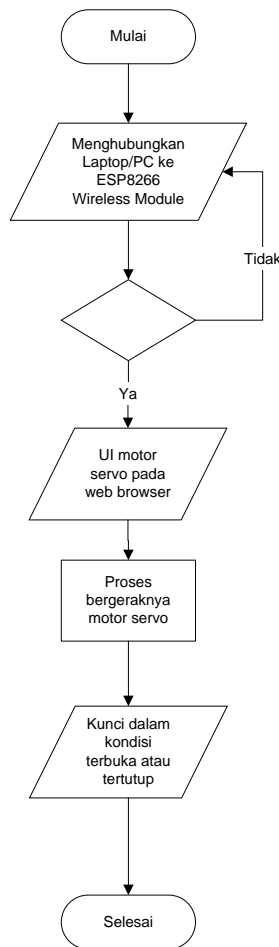 Mulai
Menghubungkan
Laptop/PC ke
ESP8266
Wireless Module
Tidak
Ya
UI motor
servo pada
web browser
Proses
bergeraknya
motor servo
Kunci dalam
kondisi
terbuka atau
tertutup
Selesai